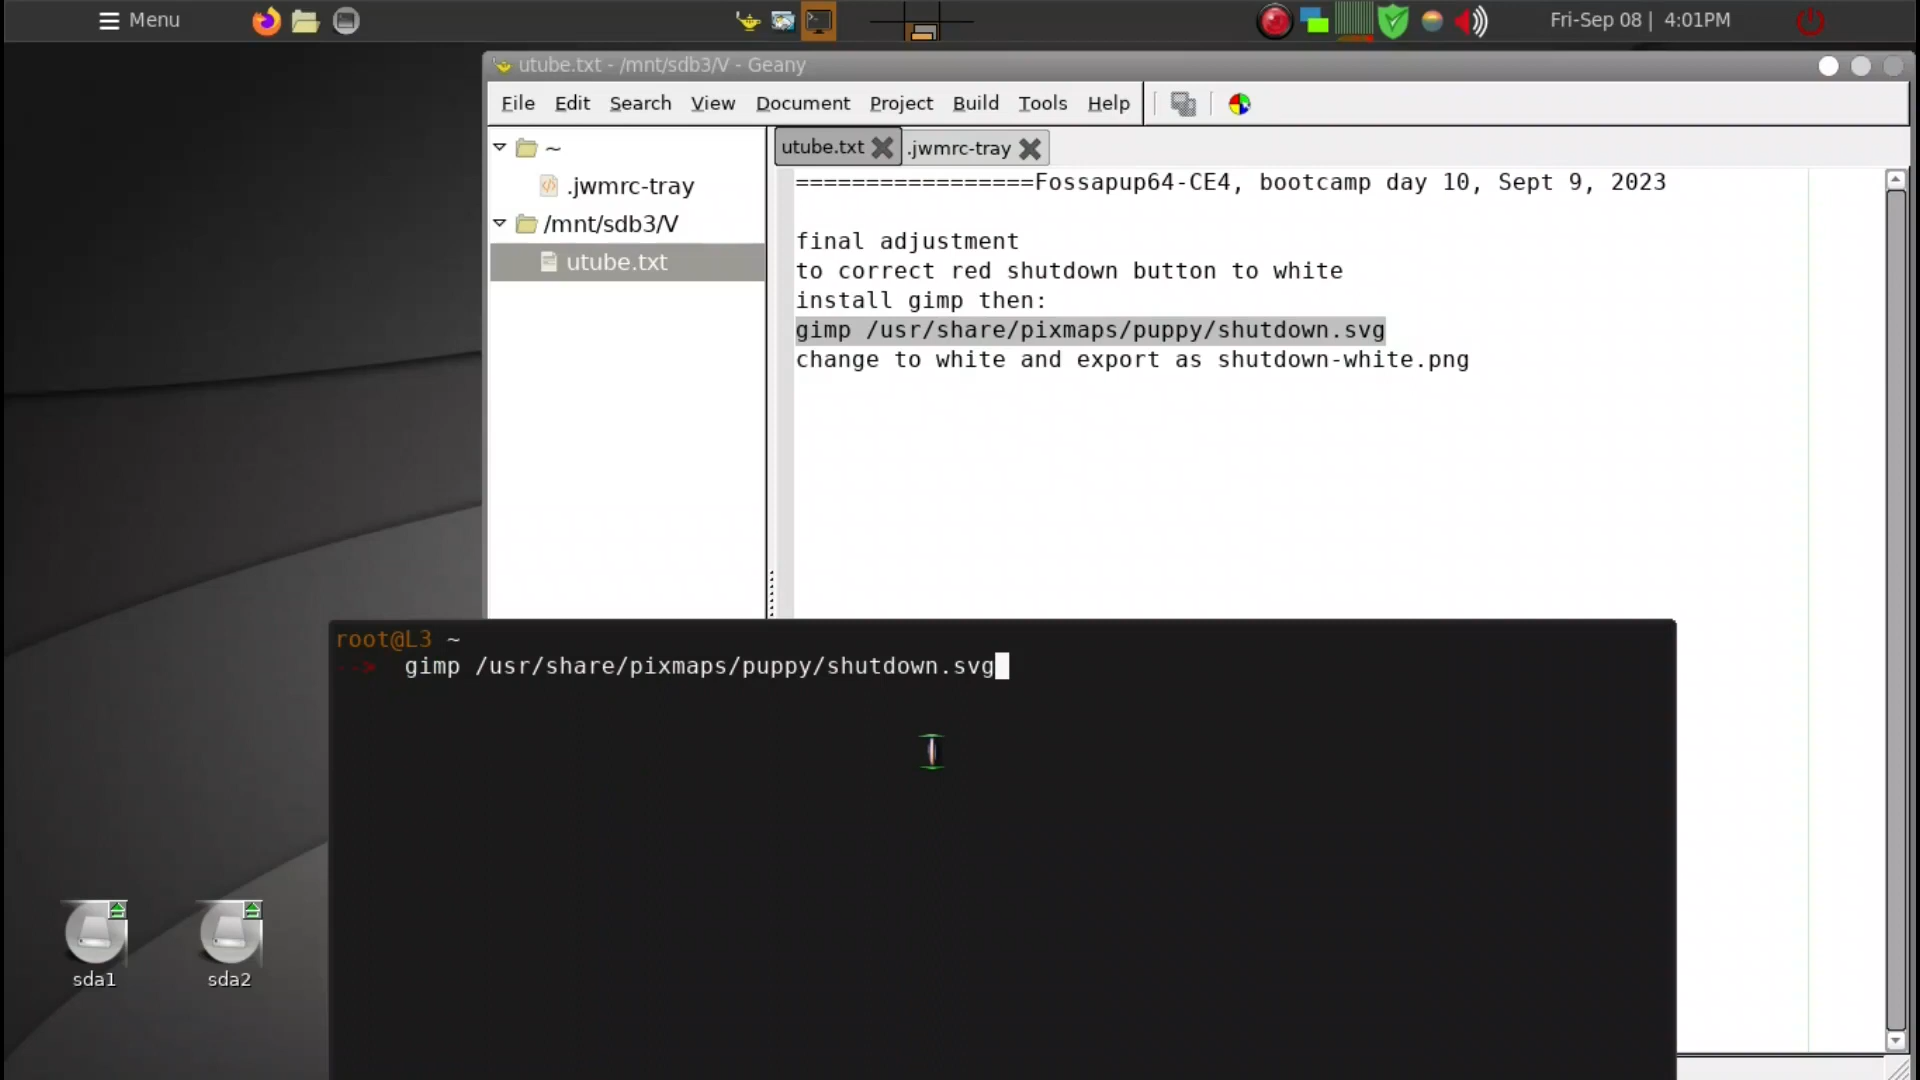 Menu
Fri-Sep 08 | 4:01PM
utube.txt - /mnt/sdb3/V - Geany
File Edit Search View Document Project Build Tools Help
~
.jwmrc-tray
/mnt/sdb3/V
utube.txt
utube.txt .jwmrc-tray
=================Fossapup64-CE4, bootcamp day 10, Sept 9, 2023
final adjustment
to correct red shutdown button to white
install gimp then:
gimp /usr/share/pixmaps/puppy/shutdown.svg
change to white and export as shutdown-white.png
root@L3 ~
--> gimp /usr/share/pixmaps/puppy/shutdown.svg
sda1
sda2